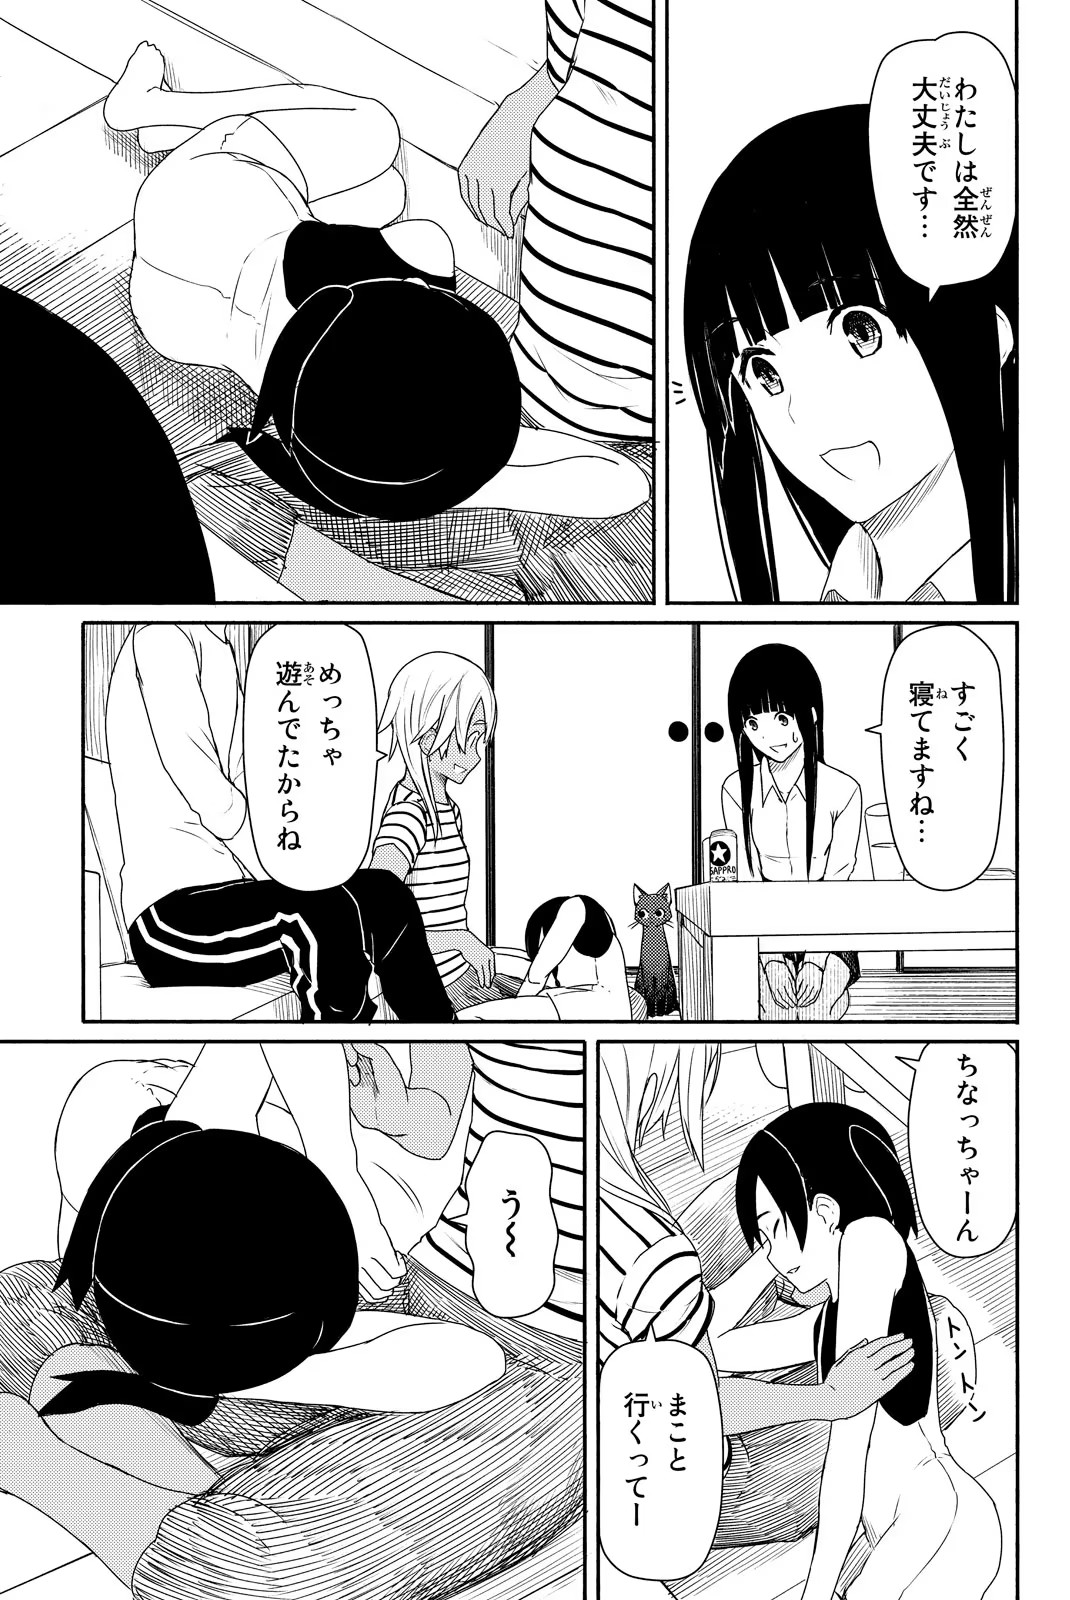 わたしは全然
大丈夫です…
すごく
寝てますね…
SAPPRO
めっちゃ
遊んでたからね
ちなっちゃーん
トントン
まこと
行くってー
う〜